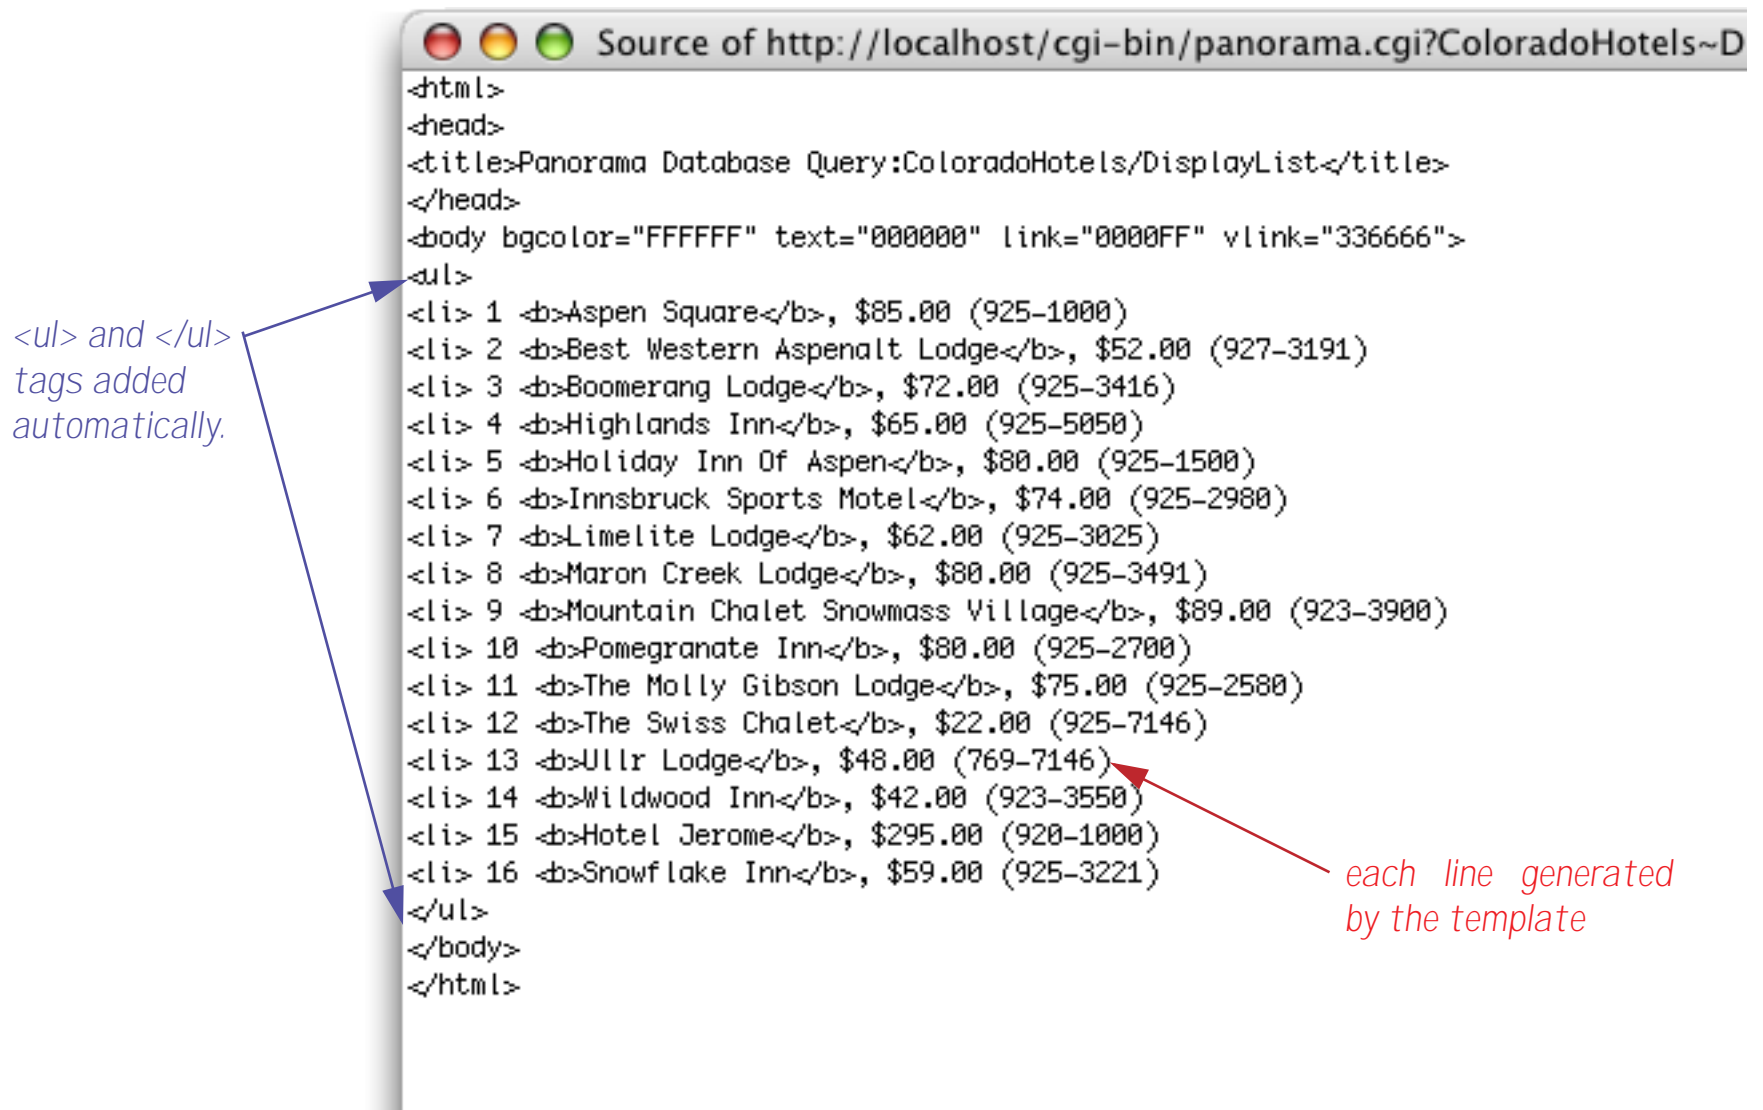 Source of http://localhost/cgi-bin/panorama.cgi?ColoradoHotels~D
<html>
<head>
<title>Panorama Database Query:ColoradoHotels/DisplayList</title>
</head>
<body bgcolor="FFFFFF" text="000000" link="0000FF" vlink="336666">
<ul>
<li> 1 <b>Aspen Square</b>, $85.00 (925-1000)
<li> 2 <b>Best Western Aspenalt Lodge</b>, $52.00 (927-3191)
<li> 3 <b>Boomerang Lodge</b>, $72.00 (925-3416)
<li> 4 <b>Highlands Inn</b>, $65.00 (925-5050)
<li> 5 <b>Holiday Inn Of Aspen</b>, $80.00 (925-1500)
<li> 6 <b>Innsbruck Sports Motel</b>, $74.00 (925-2980)
<li> 7 <b>Limelite Lodge</b>, $62.00 (925-3025)
<li> 8 <b>Maron Creek Lodge</b>, $80.00 (925-3491)
<li> 9 <b>Mountain Chalet Snowmass Village</b>, $89.00 (923-3900)
<li> 10 <b>Pomegranate Inn</b>, $80.00 (925-2700)
<li> 11 <b>The Molly Gibson Lodge</b>, $75.00 (925-2580)
<li> 12 <b>The Swiss Chalet</b>, $22.00 (925-7146)
<li> 13 <b>Ullr Lodge</b>, $48.00 (769-7146)
<li> 14 <b>Wildwood Inn</b>, $42.00 (923-3550)
<li> 15 <b>Hotel Jerome</b>, $295.00 (920-1000)
<li> 16 <b>Snowflake Inn</b>, $59.00 (925-3221)
</ul>
</body>
</html>
<ul> and </ul>
tags added
automatically.
each line generated
by the template